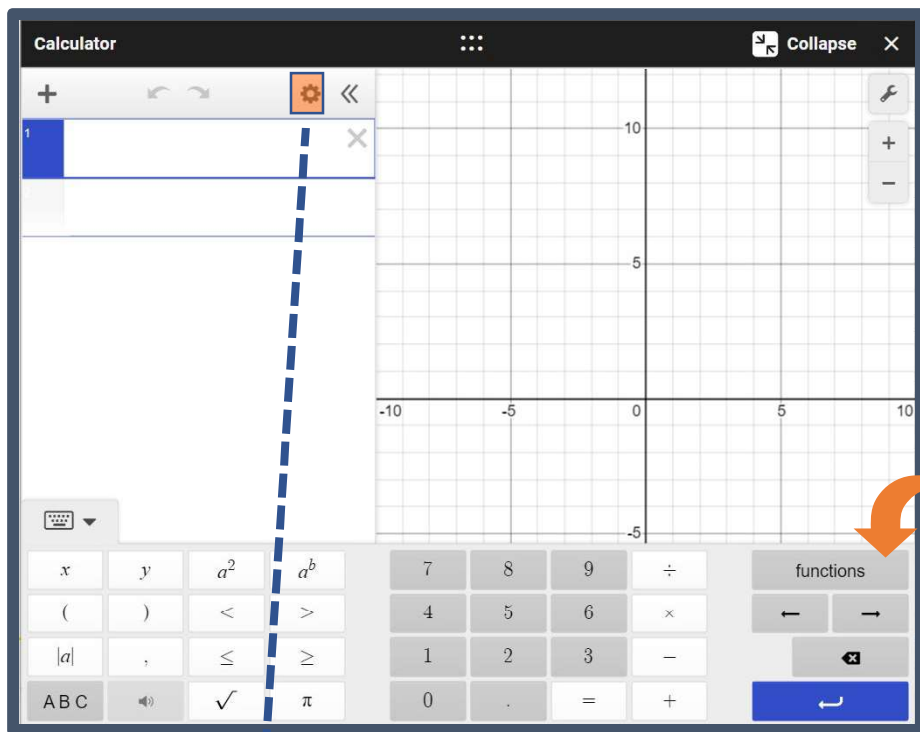 Calculator Collapse
1
10
5
-10 -5 0 5 10
-5
x y a² aᵇ 7 8 9 ÷ functions
( ) < > 4 5 6 × ← →
|a| , ≤ ≥ 1 2 3 −
A B C √ π 0 . = +